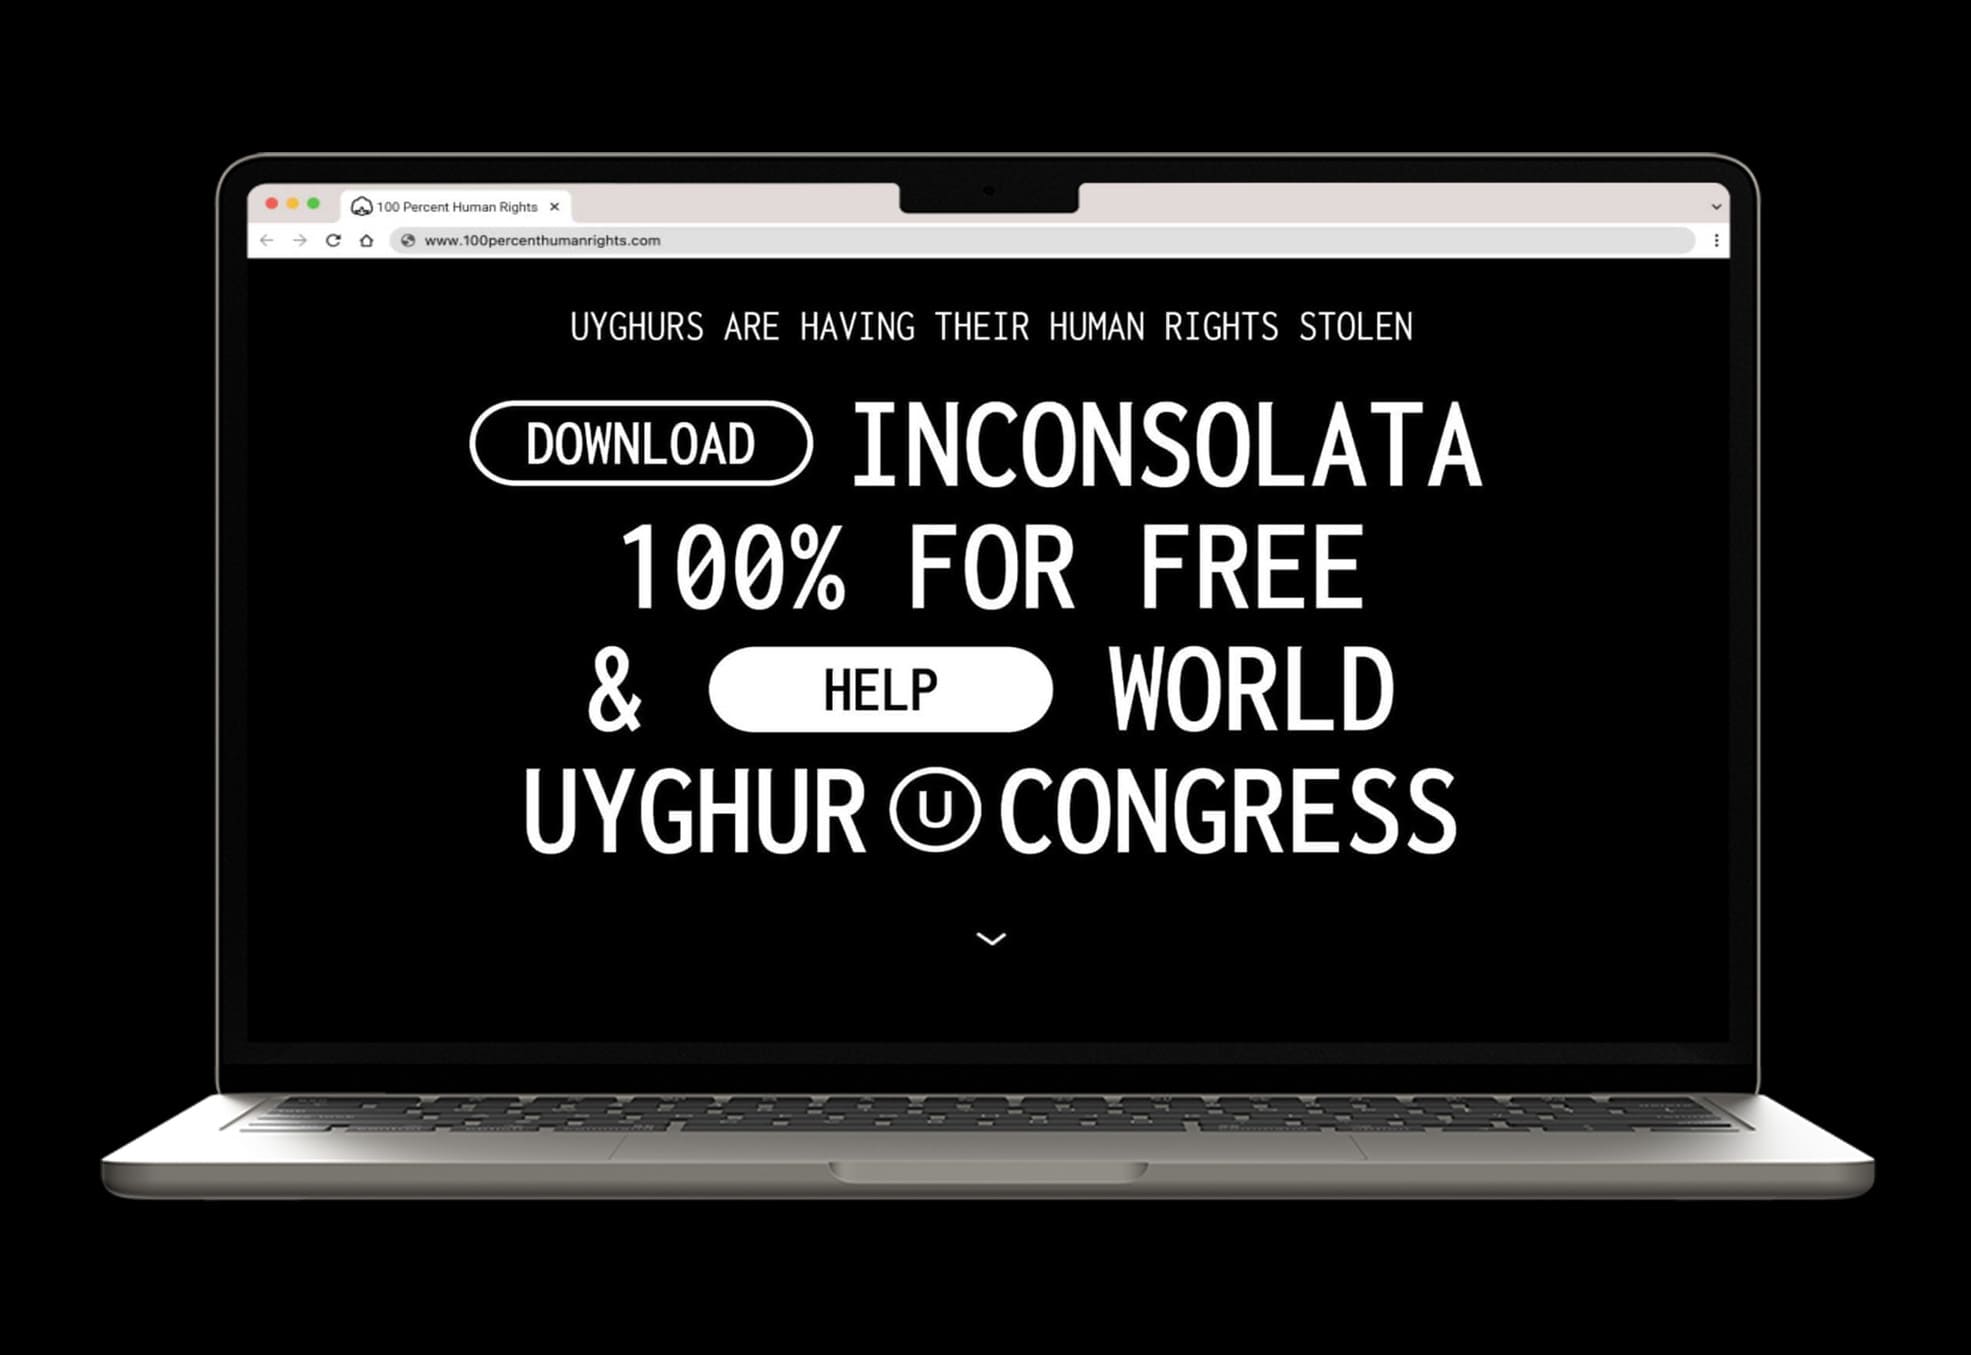 100 Percent Human Rights
www.100percenthumanrights.com
UYGHURS ARE HAVING THEIR HUMAN RIGHTS STOLEN
DOWNLOAD INCONSOLATA
100% FOR FREE
& HELP WORLD
UYGHUR U CONGRESS